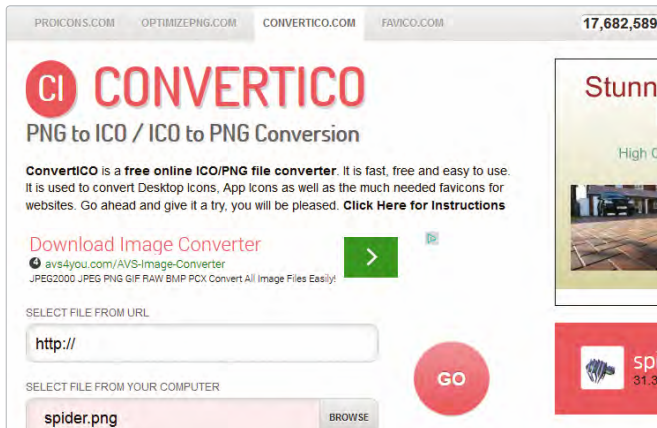 PROICONS.COM OPTIMIZEPNG.COM CONVERTICO.COM FAVICO.COM 17,682,589
CI CONVERTICO
PNG to ICO / ICO to PNG Conversion
ConvertICO is a free online ICO/PNG file converter. It is fast, free and easy to use.
It is used to convert Desktop Icons, App Icons as well as the much needed favicons for
websites. Go ahead and give it a try, you will be pleased. Click Here for Instructions
Download Image Converter
avs4you.com/AVS-Image-Converter
JPEG2000 JPEG PNG GIF RAW BMP PCX Convert All Image Files Easily!
SELECT FILE FROM URL
http://
GO
SELECT FILE FROM YOUR COMPUTER
spider.png BROWSE
Stunn
High
sp
31.3